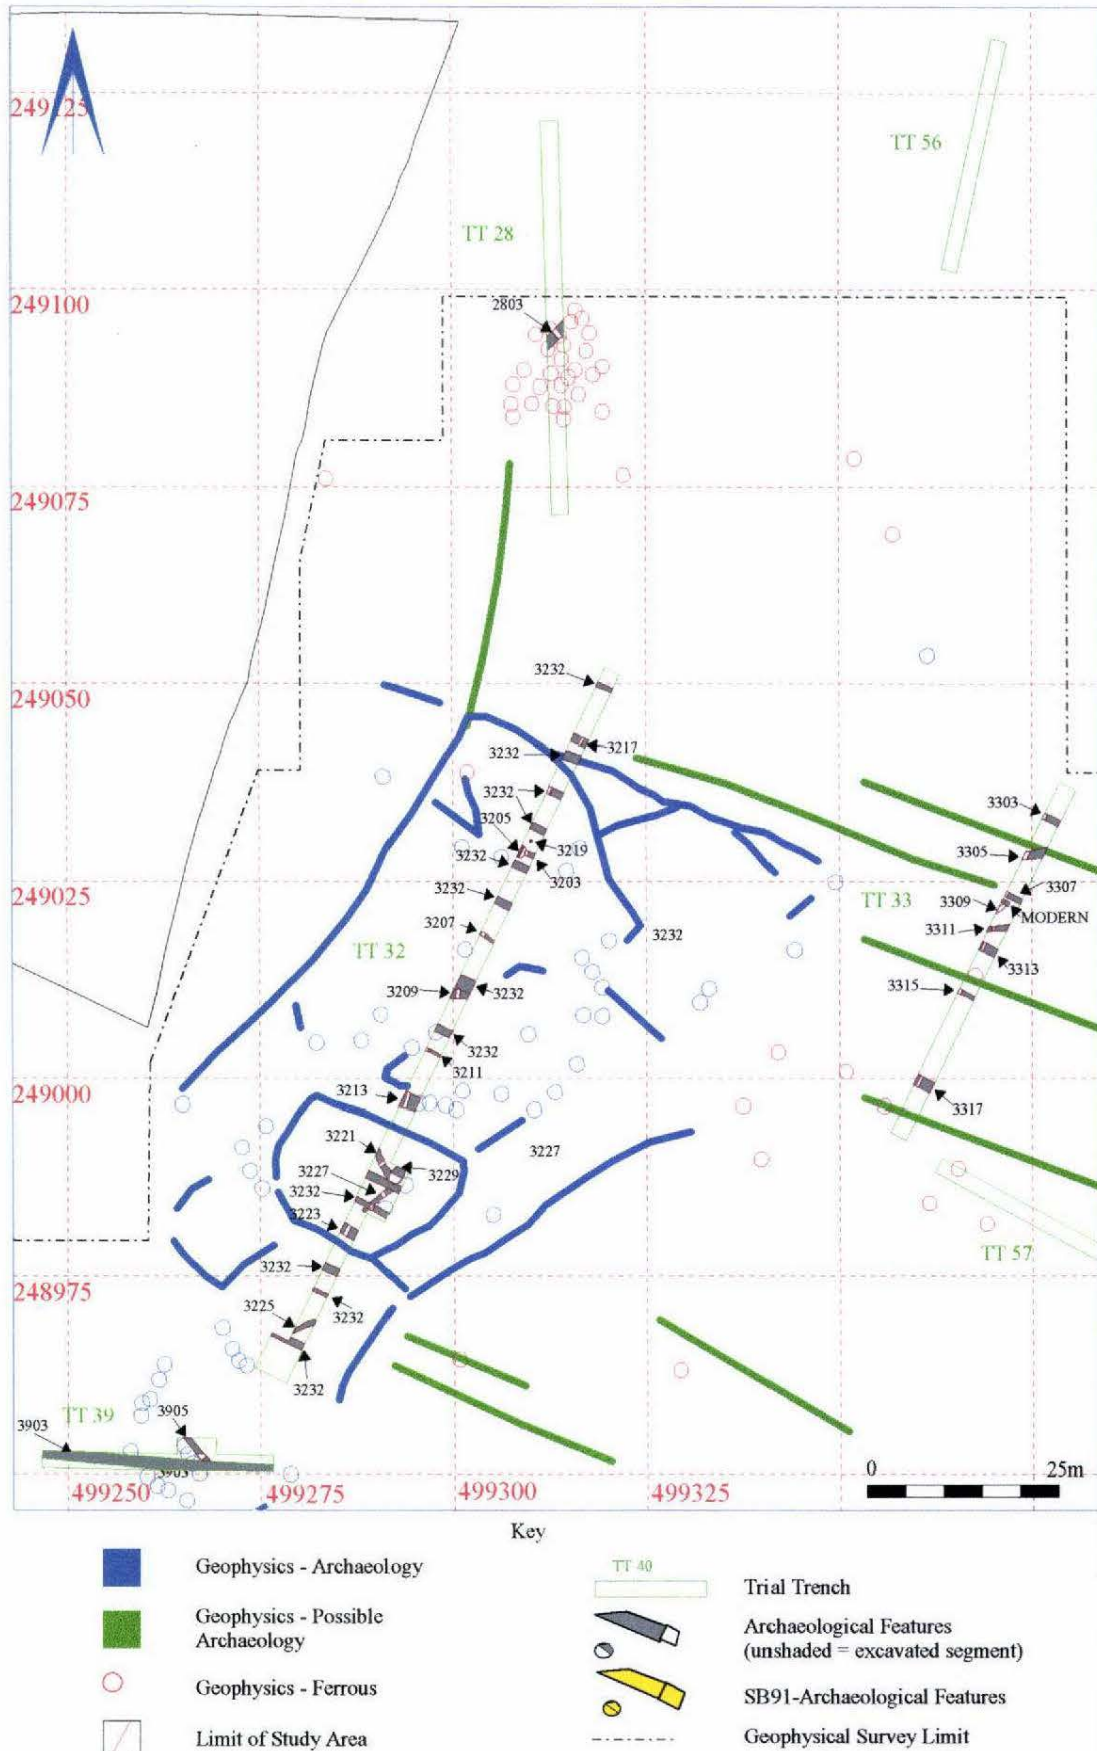 249125
TT 56
TT 28
249100
2803
249075
3232
249050
3217
3232
3232
3303
3205
3219
3305
3232
3203
3307
249025
3232
TT 33
3309
MODERN
3207
3232
3311
TT 32
3313
3209
3232
3315
3232
3211
249000
3213
3317
3221
3227
3227
3229
3232
3223
TT 57
3232
248975
3225
3232
3232
TT 39
3905
3903
3903
0 25m
499250
499275
499300
499325
Key
Geophysics - Archaeology
Geophysics - Possible
Archaeology
Geophysics - Ferrous
Limit of Study Area
TT 40
Trial Trench
Archaeological Features
(unshaded = excavated segment)
SB91-Archaeological Features
Geophysical Survey Limit